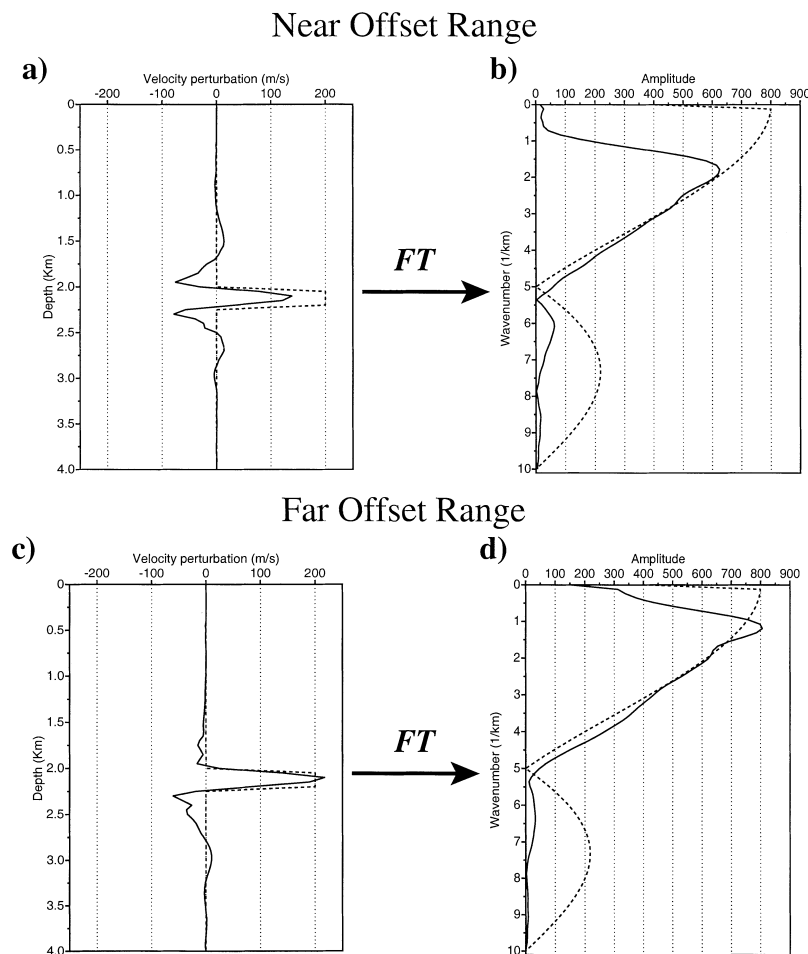 Near Offset Range
a)
Velocity perturbation (m/s)
-200 -100 0 100 200
Depth (Km)
0
0.5
1.0
1.5
2.0
2.5
3.0
3.5
4.0
FT
b)
Amplitude
0 100 200 300 400 500 600 700 800 900
Wavenumber (1/km)
0
1
2
3
4
5
6
7
8
9
10
Far Offset Range
c)
Velocity perturbation (m/s)
-200 -100 0 100 200
Depth (Km)
0
0.5
1.0
1.5
2.0
2.5
3.0
3.5
4.0
FT
d)
Amplitude
0 100 200 300 400 500 600 700 800 900
Wavenumber (1/km)
0
1
2
3
4
5
6
7
8
9
10